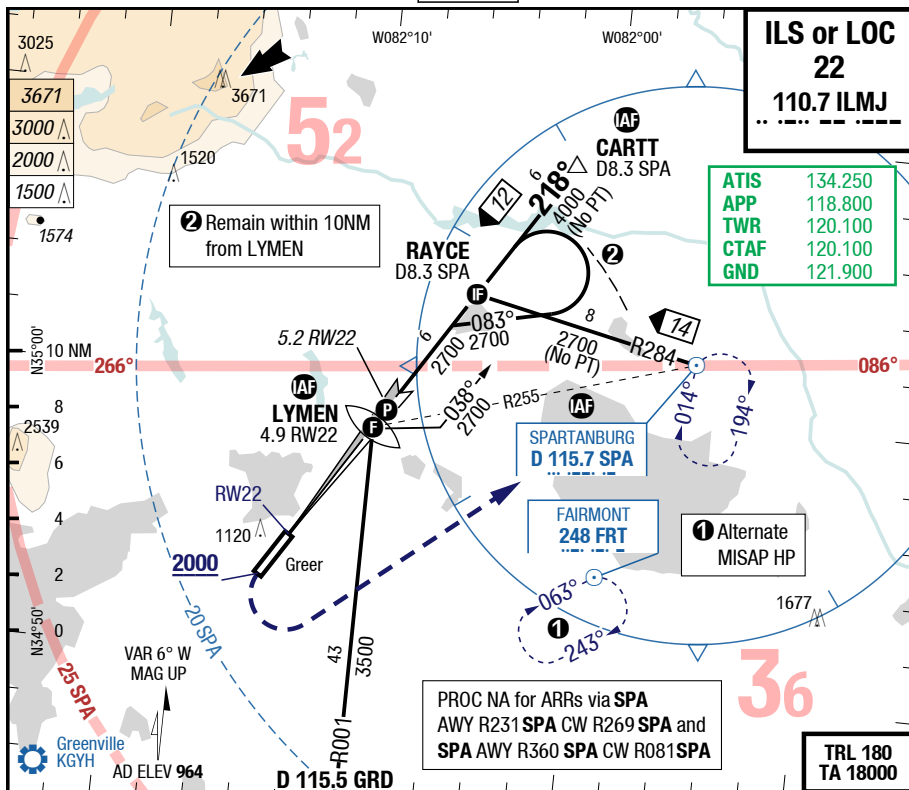 W082°10'
W082°00'
ILS or LOC
22
110.7 ILMJ
3025
3671
3671
3000
2000
1500
52
1520
1574
IAF
CARTT
D8.3 SPA
6
218°
4000
(No PT)
12
ATIS 134.250
APP 118.800
TWR 120.100
CTAF 120.100
GND 121.900
2 Remain within 10NM
from LYMEN
RAYCE
D8.3 SPA
IF
2
083°
2700
8
2700
(No PT)
14
R284
5.2 RW22
6
2700
N35°00'
10 NM
266°
086°
IAF
LYMEN
4.9 RW22
P
F
038°
2700
R255
IAF
014°
194°
8
2539
6
SPARTANBURG
D 115.7 SPA
RW22
4
1120
Greer
FAIRMONT
248 FRT
1 Alternate
MISAP HP
2000
2
063°
243°
1
1677
N34°50'
0
20 SPA
25 SPA
VAR 6° W
MAG UP
43
3500
R001
36
PROC NA for ARRs via SPA
AWY R231 SPA CW R269 SPA and
SPA AWY R360 SPA CW R081 SPA
Greenville
KGYH
AD ELEV 964
D 115.5 GRD
TRL 180
TA 18000